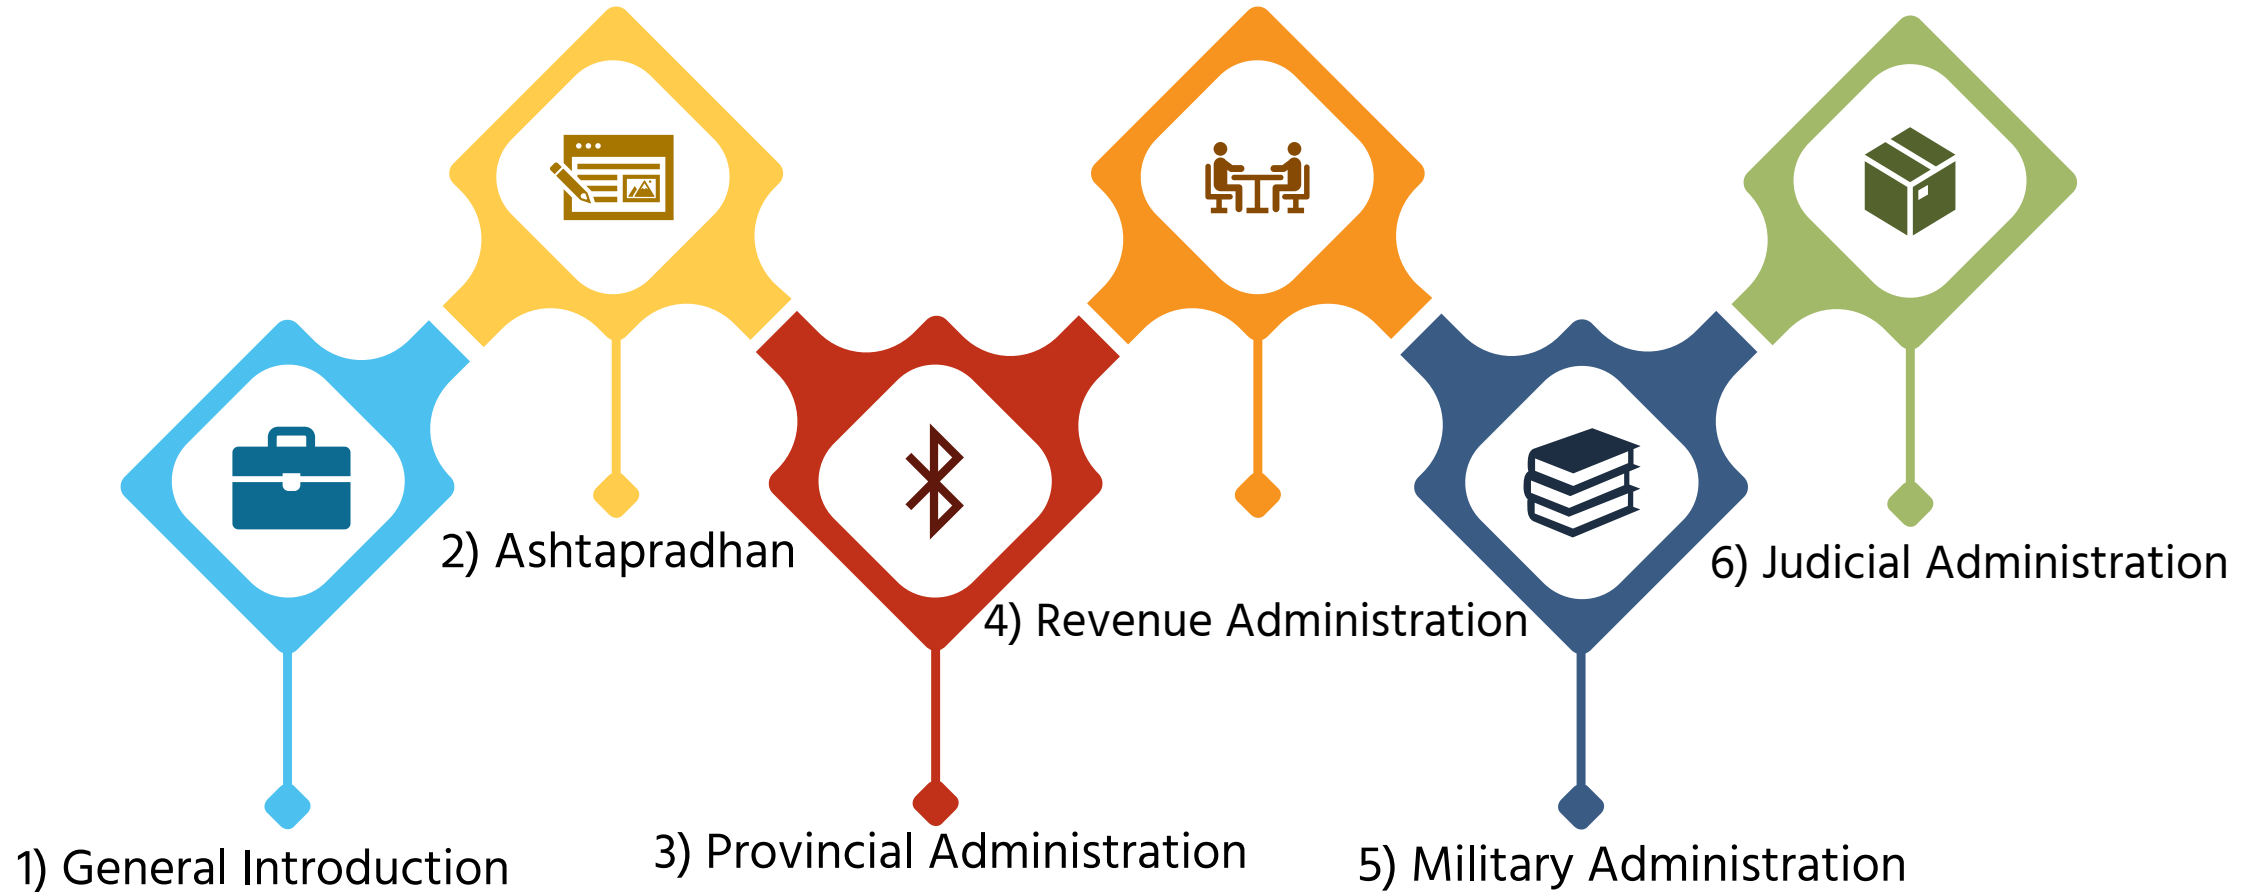 1) General Introduction
2) Ashtapradhan
3) Provincial Administration
4) Revenue Administration
5) Military Administration
6) Judicial Administration